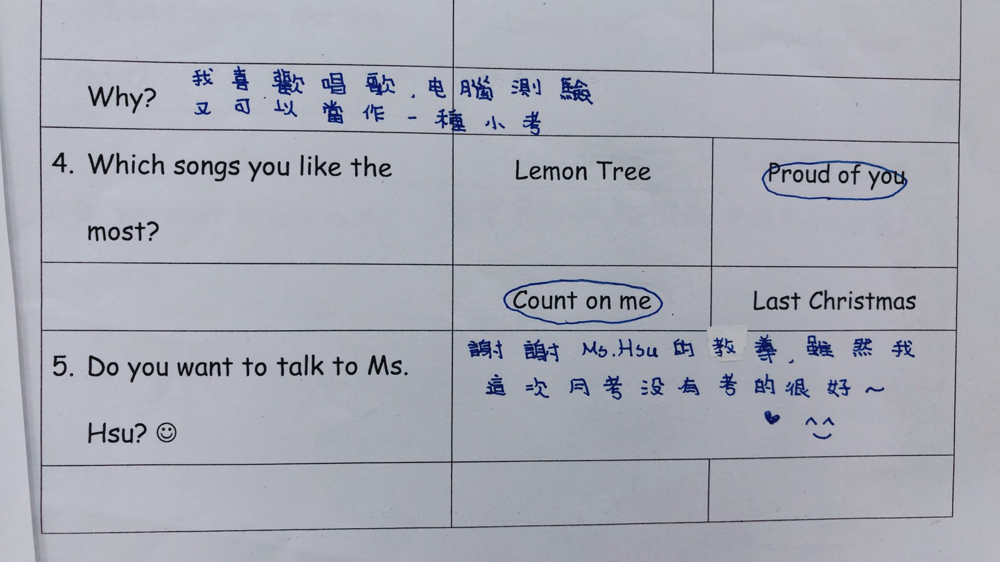 Why? 我喜歡唱歌,电腦測驗
又可以當作一種小考
4. Which songs you like the
most?
Lemon Tree
Proud of you
Count on me
Last Christmas
5. Do you want to talk to Ms.
Hsu? ☺
謝謝 Ms.Hsu 的教導,雖然我
這次月考没有考的很好~
♥ ^^